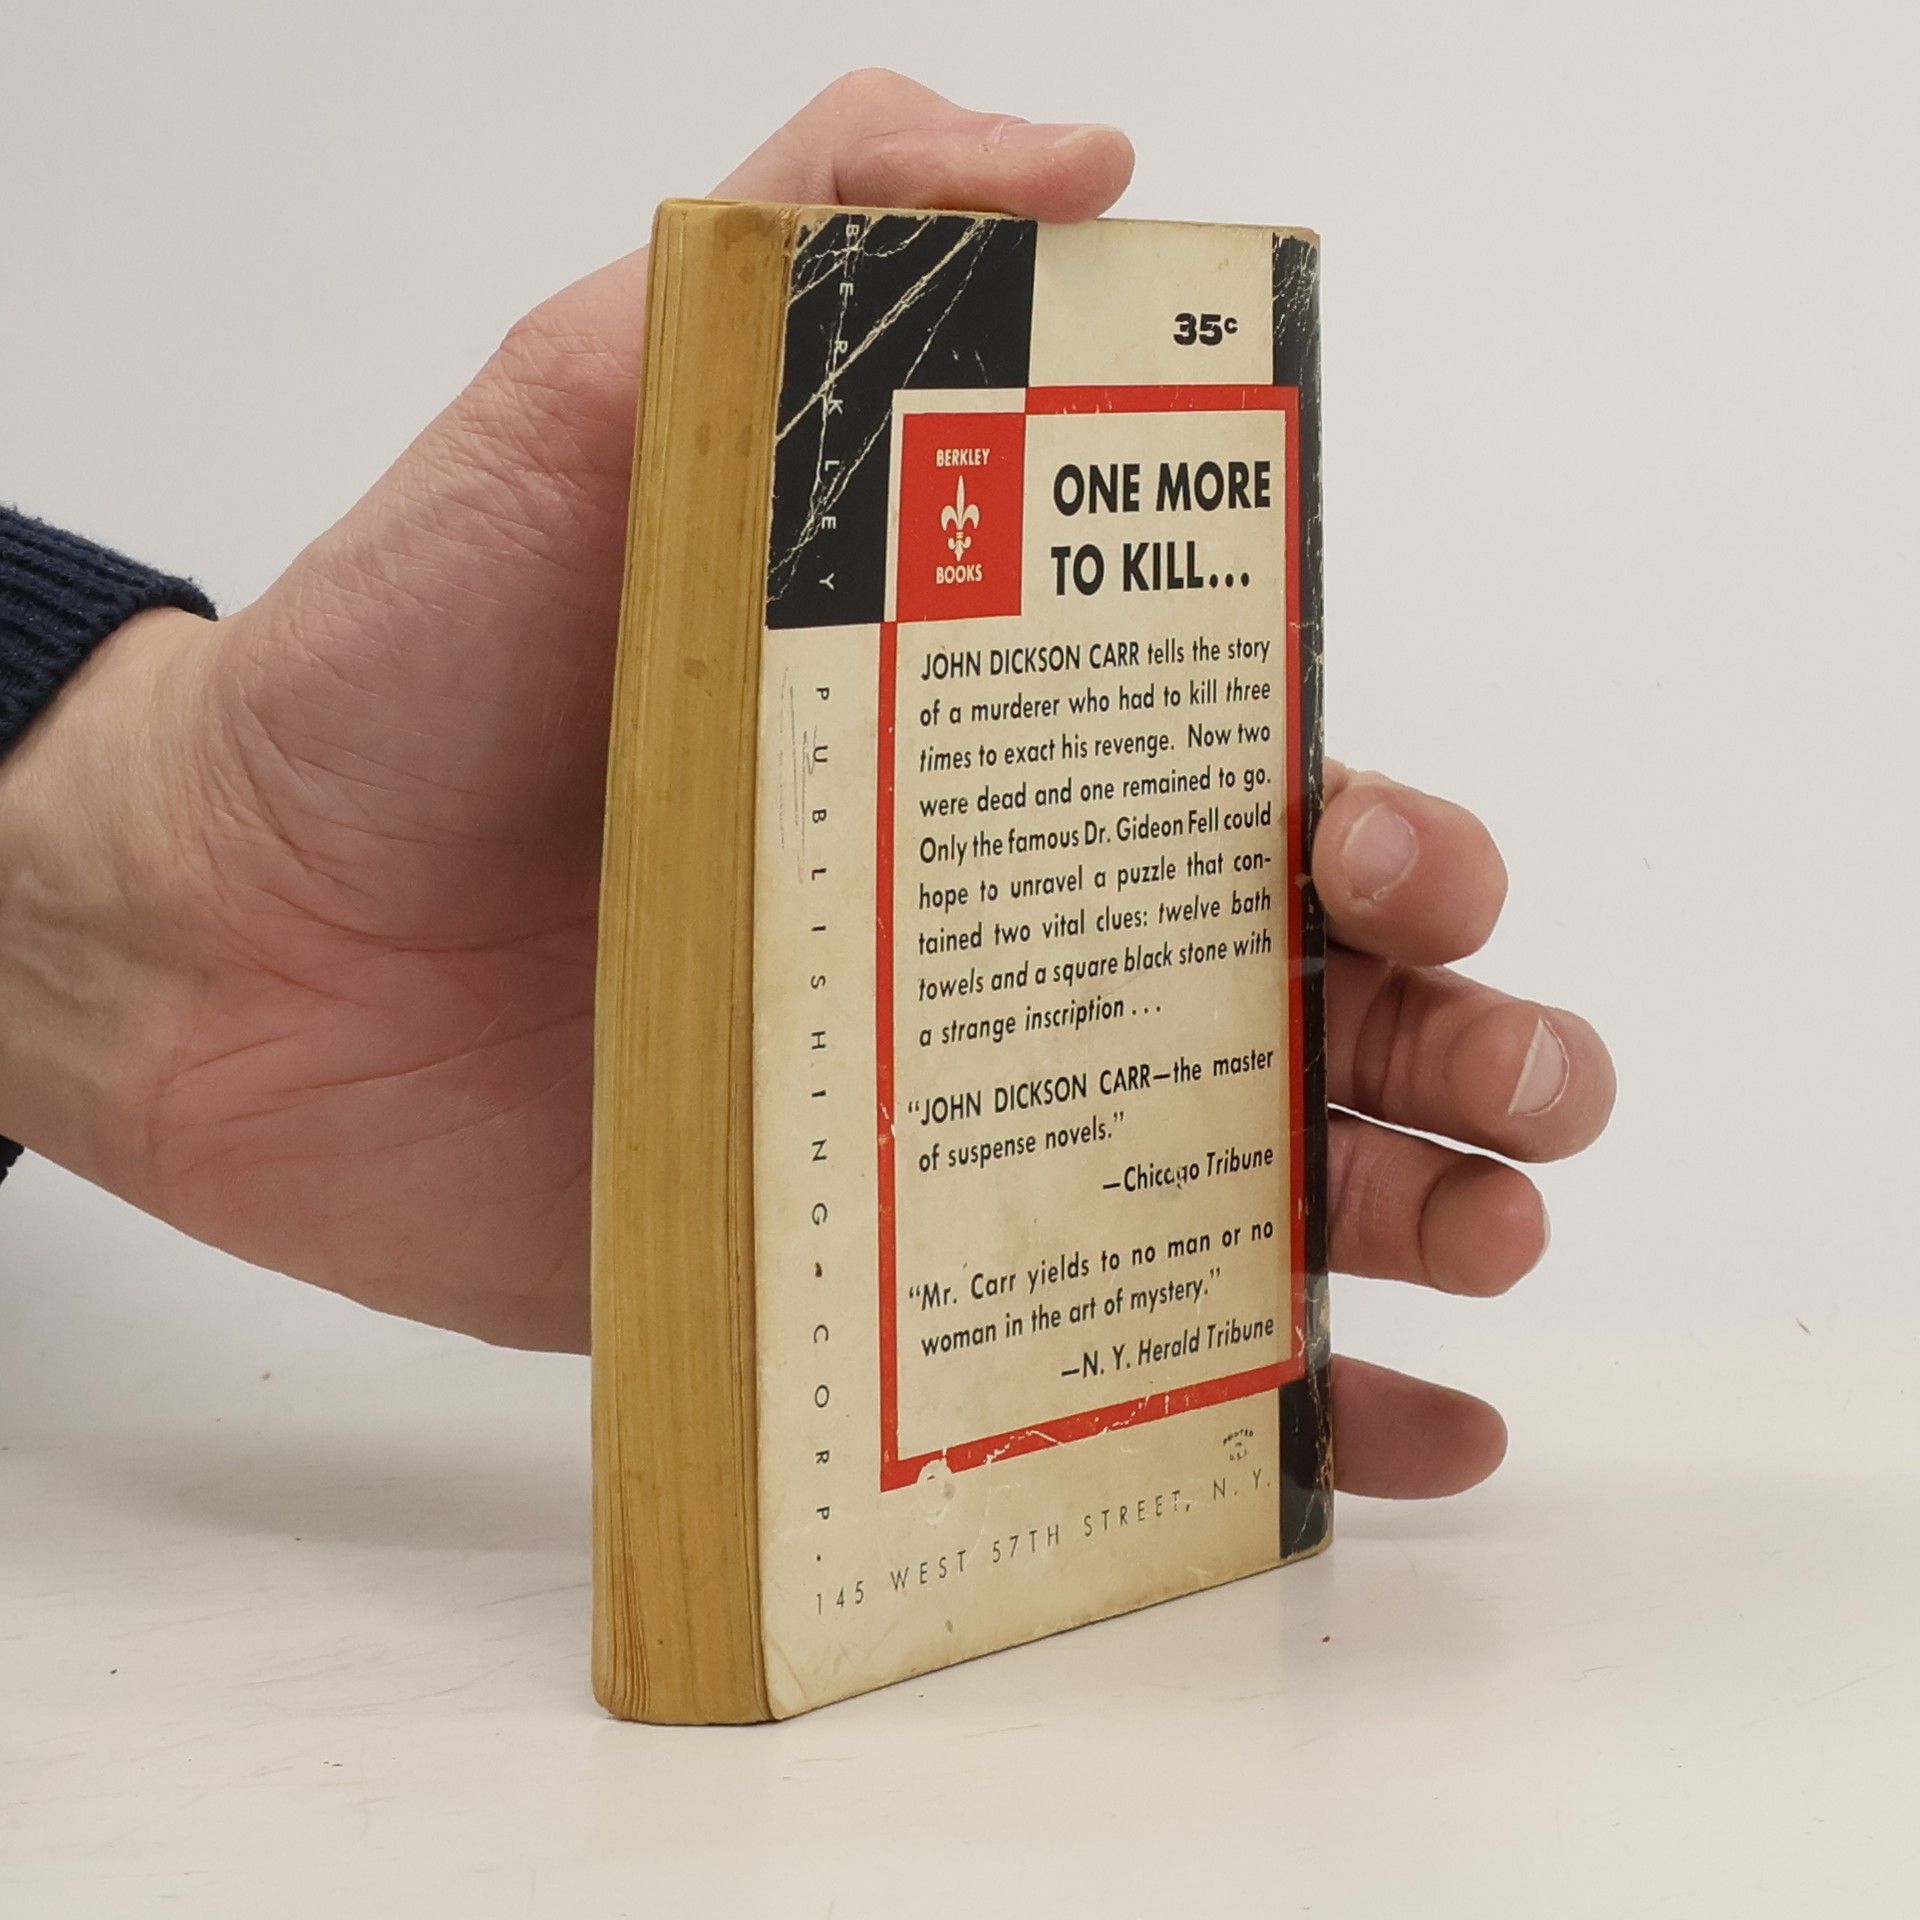 35c
BERKLEY
BOOKS
ONE MORE
TO KILL...
JOHN DICKSON CARR tells the story
of a murderer who had to kill three
times to exact his revenge. Now two
were dead and one remained to go.
Only the famous Dr. Gideon Fell could
hope to unravel a puzzle that con-
tained two vital clues: twelve bath
towels and a square black stone with
a strange inscription . . .
“JOHN DICKSON CARR—the master
of suspense novels.”
—Chicago Tribune
“Mr. Carr yields to no man or no
woman in the art of mystery.”
—N. Y. Herald Tribune
PRINTED
IN
U.S.A.
BERKLEY PUBLISHING CORP.
145 WEST 57TH STREET, N. Y.